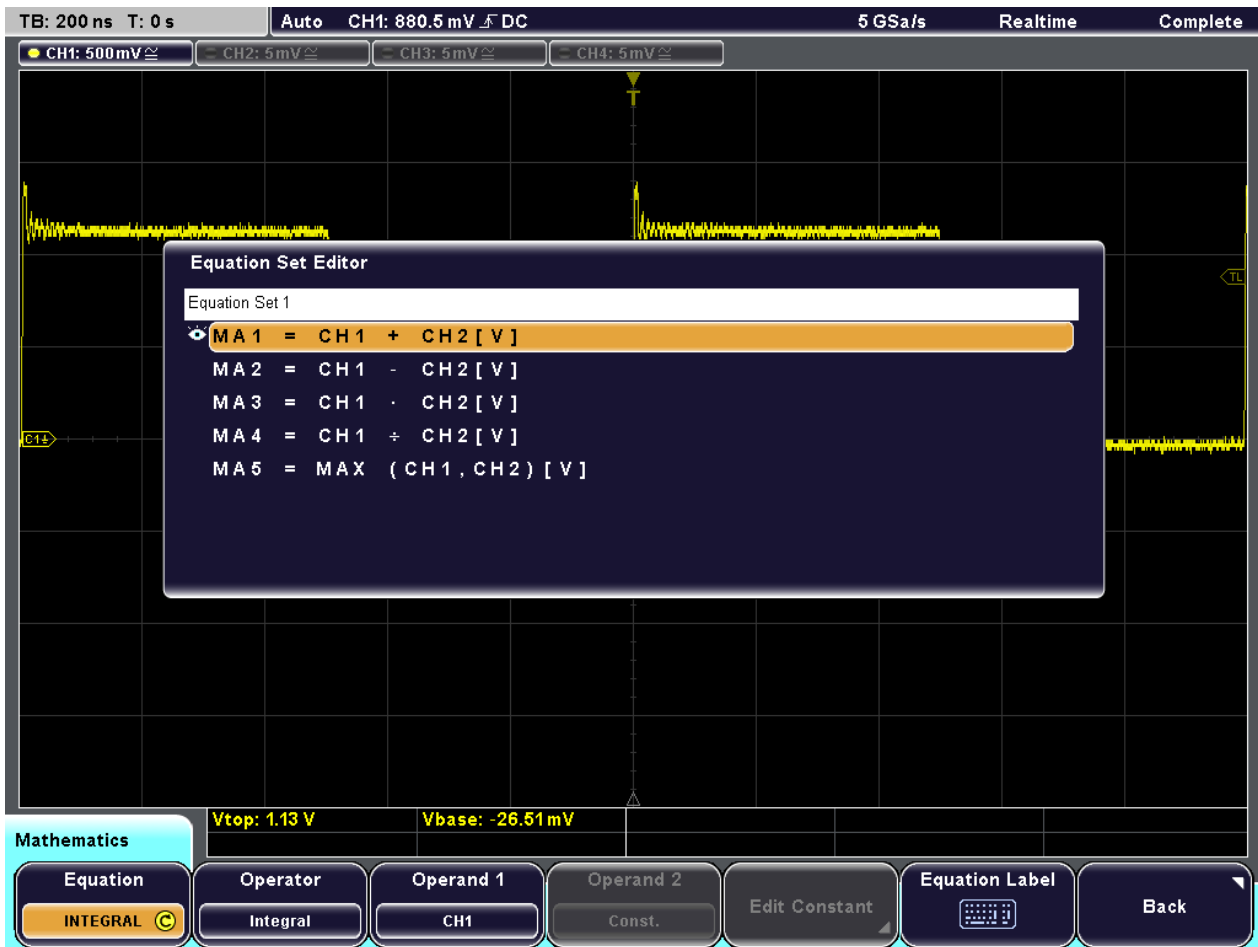 TB: 200 ns T: 0 s Auto CH1: 880.5 mV DC 5 GSa/s Realtime Complete
CH1: 500mV CH2: 5mV CH3: 5mV CH4: 5mV
T
Equation Set Editor
Equation Set 1
MA1 = CH1 + CH2[V]
MA2 = CH1 - CH2[V]
MA3 = CH1 · CH2[V]
MA4 = CH1 ÷ CH2[V]
MA5 = MAX (CH1,CH2)[V]
TL
C1
Vtop: 1.13 V Vbase: -26.51 mV
Mathematics
Equation Operator Operand 1 Operand 2 Edit Constant Equation Label Back
INTEGRAL C Integral CH1 Const.